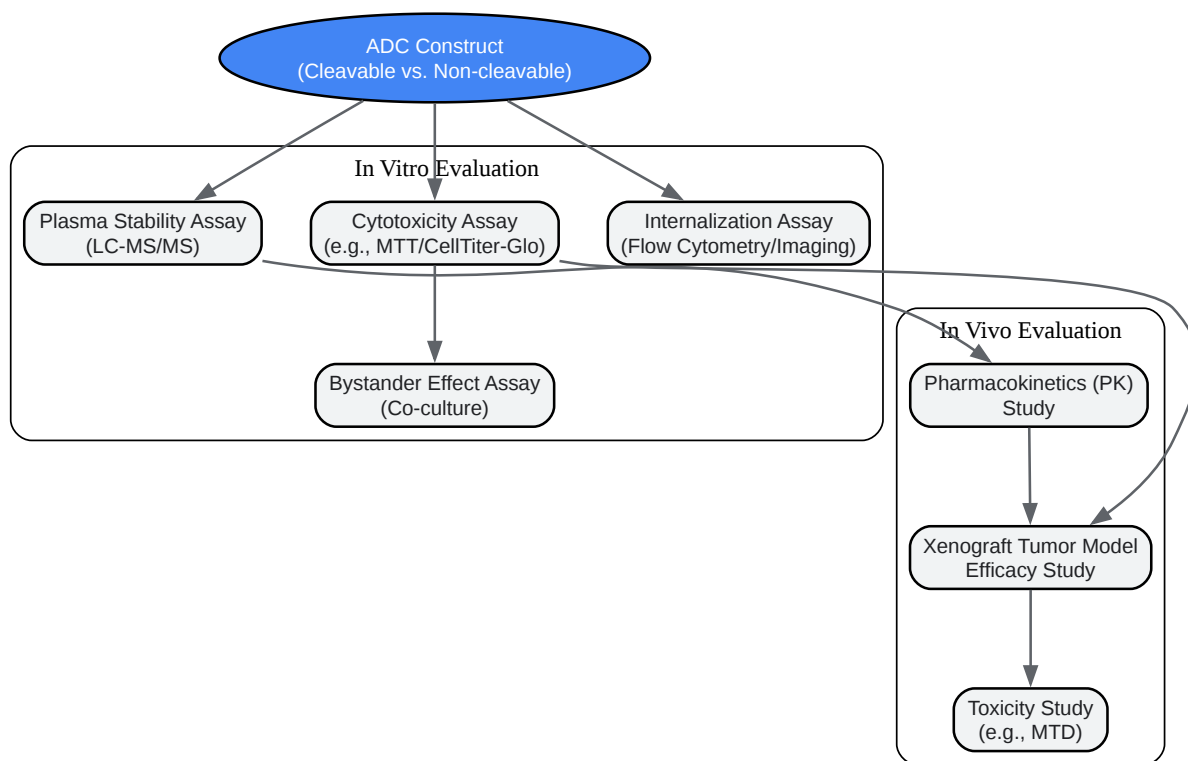 ADC Construct
(Cleavable vs. Non-cleavable)
In Vitro Evaluation
Plasma Stability Assay
(LC-MS/MS)
Cytotoxicity Assay
(e.g., MTT/CellTiter-Glo)
Internalization Assay
(Flow Cytometry/Imaging)
Bystander Effect Assay
(Co-culture)
In Vivo Evaluation
Pharmacokinetics (PK)
Study
Xenograft Tumor Model
Efficacy Study
Toxicity Study
(e.g., MTD)